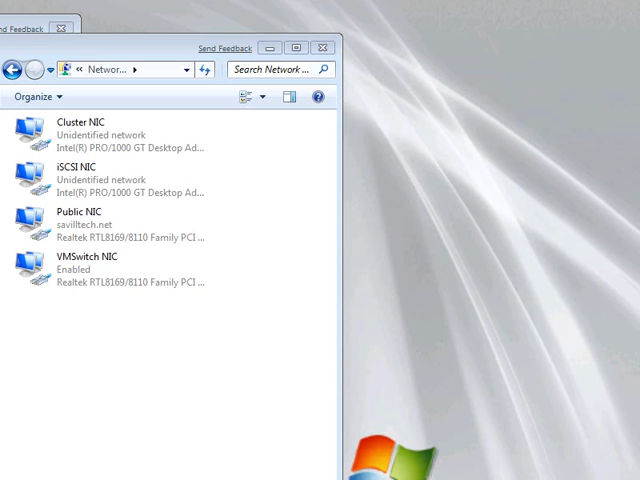 nd Feedback
Send Feedback
« Networ...
Search Network ...
Organize
Cluster NIC
Unidentified network
Intel(R) PRO/1000 GT Desktop Ad...
iSCSI NIC
Unidentified network
Intel(R) PRO/1000 GT Desktop Ad...
Public NIC
savilltech.net
Realtek RTL8169/8110 Family PCI ...
VMSwitch NIC
Enabled
Realtek RTL8169/8110 Family PCI ...